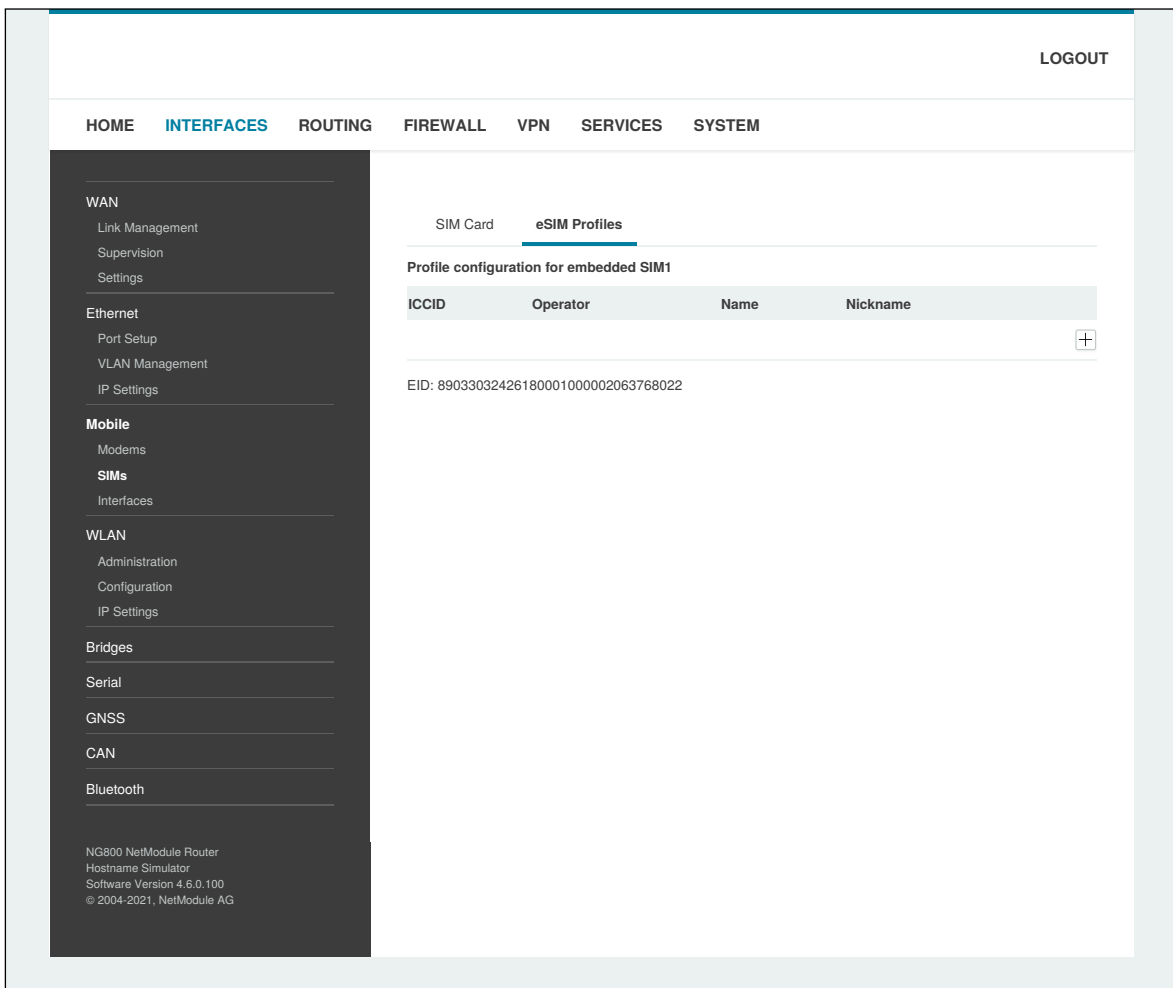 LOGOUT
HOME INTERFACES ROUTING FIREWALL VPN SERVICES SYSTEM
WAN
Link Management
Supervision
Settings
Ethernet
Port Setup
VLAN Management
IP Settings
Mobile
Modems
SIMs
Interfaces
WLAN
Administration
Configuration
IP Settings
Bridges
Serial
GNSS
CAN
Bluetooth
NG800 NetModule Router
Hostname Simulator
Software Version 4.6.0.100
© 2004-2021, NetModule AG
SIM Card eSIM Profiles
Profile configuration for embedded SIM1
ICCID Operator Name Nickname
EID: 89033032426180001000002063768022